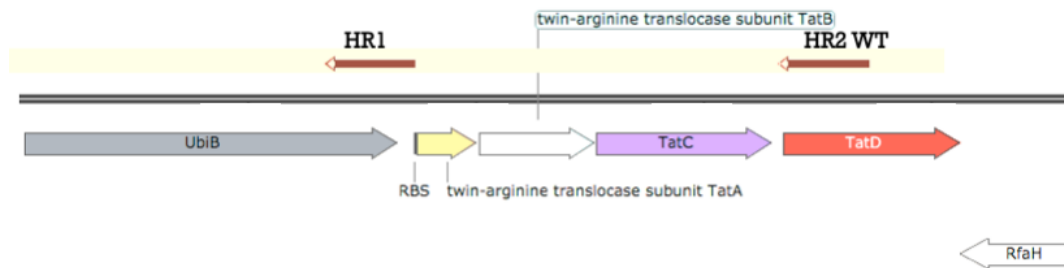 twin-arginine translocase subunit TatB
HR1
HR2 WT
UbiB
TatC
TatD
RBS
twin-arginine translocase subunit TatA
RfaH